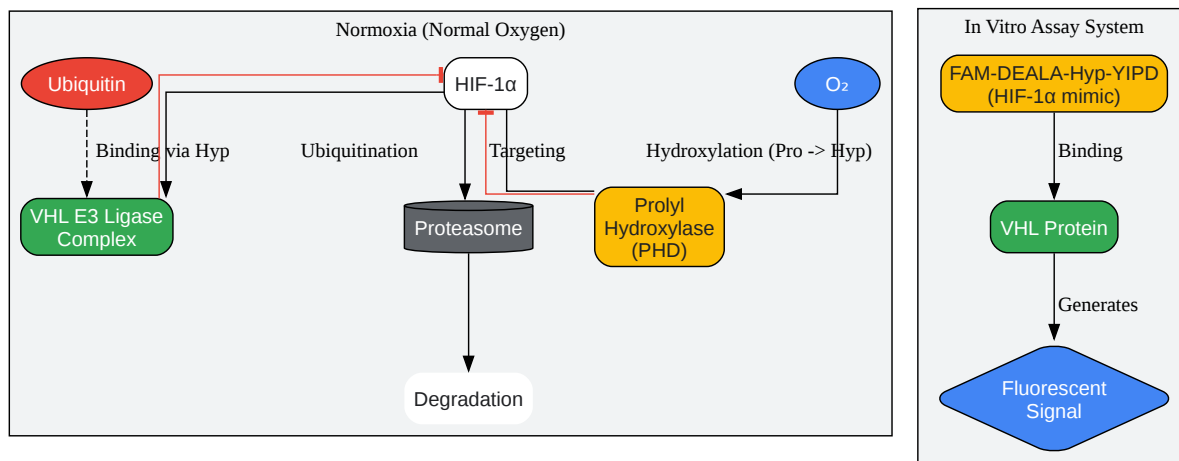 Normoxia (Normal Oxygen)
Ubiquitin
HIF-1α
O₂
Binding via Hyp
Ubiquitination
Targeting
Hydroxylation (Pro -> Hyp)
VHL E3 Ligase
Complex
Proteasome
Prolyl
Hydroxylase
(PHD)
Degradation
In Vitro Assay System
FAM-DEALA-Hyp-YIPD
(HIF-1α mimic)
Binding
VHL Protein
Generates
Fluorescent
Signal